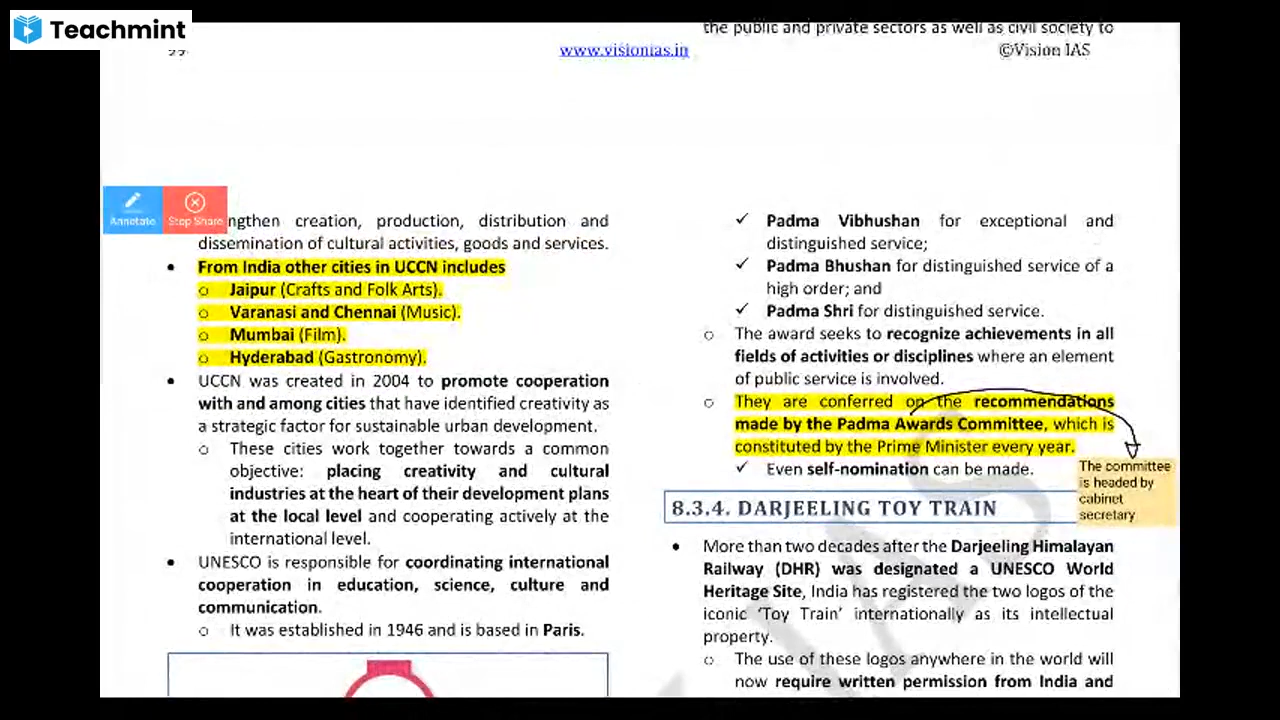 Teachmint
the public and private sectors as well as civil society to
www.visionias.in
©Vision IAS
Annotate
Stop Share
ngthen creation, production, distribution and
dissemination of cultural activities, goods and services.
• From India other cities in UCCN includes
o Jaipur (Crafts and Folk Arts).
o Varanasi and Chennai (Music).
o Mumbai (Film).
o Hyderabad (Gastronomy).
• UCCN was created in 2004 to promote cooperation
with and among cities that have identified creativity as
a strategic factor for sustainable urban development.
o These cities work together towards a common
objective: placing creativity and cultural
industries at the heart of their development plans
at the local level and cooperating actively at the
international level.
• UNESCO is responsible for coordinating international
cooperation in education, science, culture and
communication.
o It was established in 1946 and is based in Paris.
✓ Padma Vibhushan for exceptional and
distinguished service;
✓ Padma Bhushan for distinguished service of a
high order; and
✓ Padma Shri for distinguished service.
o The award seeks to recognize achievements in all
fields of activities or disciplines where an element
of public service is involved.
o They are conferred on the recommendations
made by the Padma Awards Committee, which is
constituted by the Prime Minister every year.
✓ Even self-nomination can be made.
The committee
is headed by
cabinet
secretary
8.3.4. DARJEELING TOY TRAIN
• More than two decades after the Darjeeling Himalayan
Railway (DHR) was designated a UNESCO World
Heritage Site, India has registered the two logos of the
iconic ‘Toy Train’ internationally as its intellectual
property.
o The use of these logos anywhere in the world will
now require written permission from India and